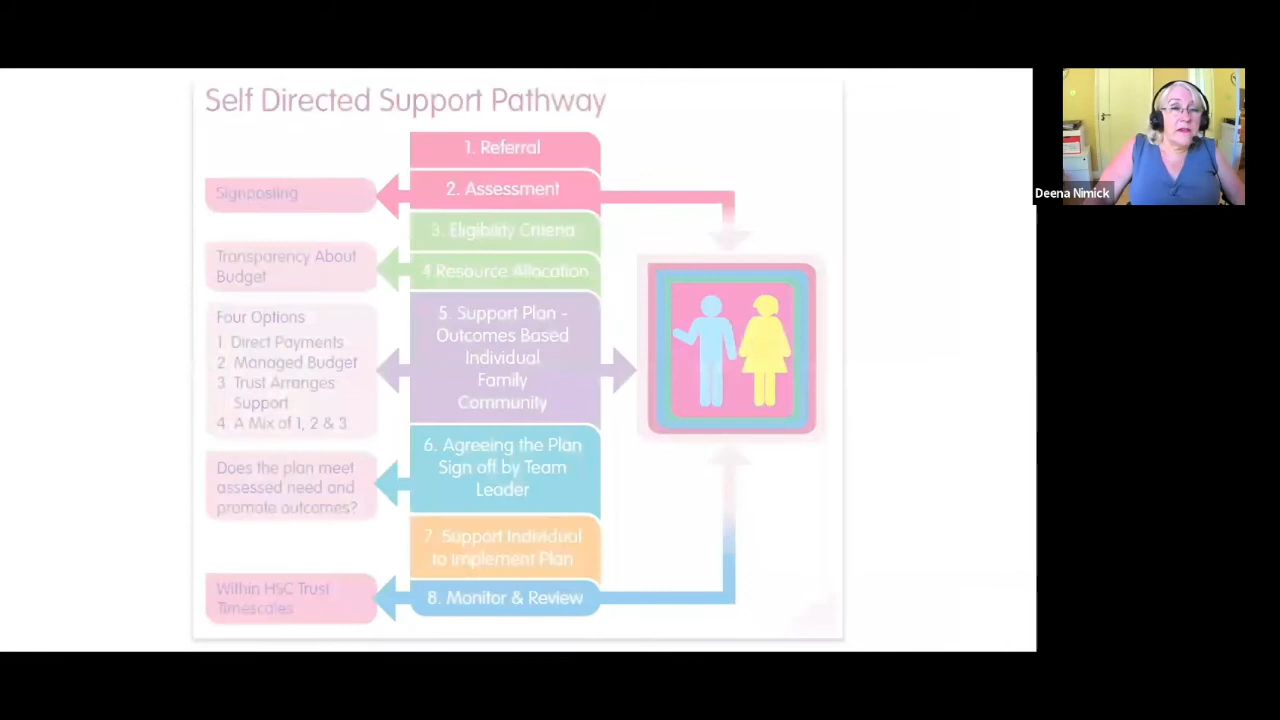 Self Directed Support Pathway
1. Referral
2. Assessment
Signposting
3. Eligibility Criteria
4 Resource Allocation
Transparency About
Budget
5. Support Plan -
Outcomes Based
Individual
Family
Community
Four Options
1. Direct Payments
2. Managed Budget
3. Trust Arranges
Support
4. A Mix of 1, 2 & 3
6. Agreeing the Plan
Sign off by Team
Leader
Does the plan meet
assessed need and
promote outcomes?
7. Support Individual
to Implement Plan
8. Monitor & Review
Within HSC Trust
Timescales
Deena Nimick